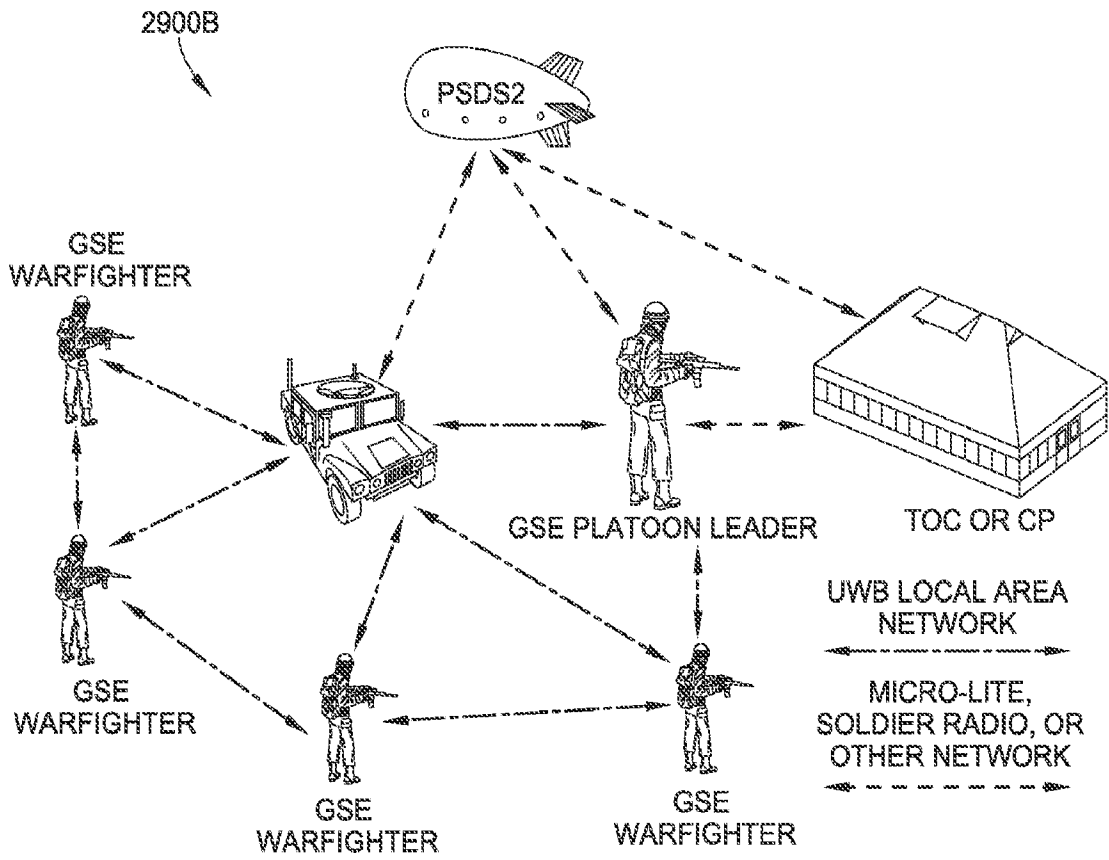 2900B
PSDS2
GSE
WARFIGHTER
GSE PLATOON LEADER
TOC OR CP
GSE
WARFIGHTER
GSE
WARFIGHTER
GSE
WARFIGHTER
UWB LOCAL AREA
NETWORK
MICRO-LITE,
SOLDIER RADIO, OR
OTHER NETWORK